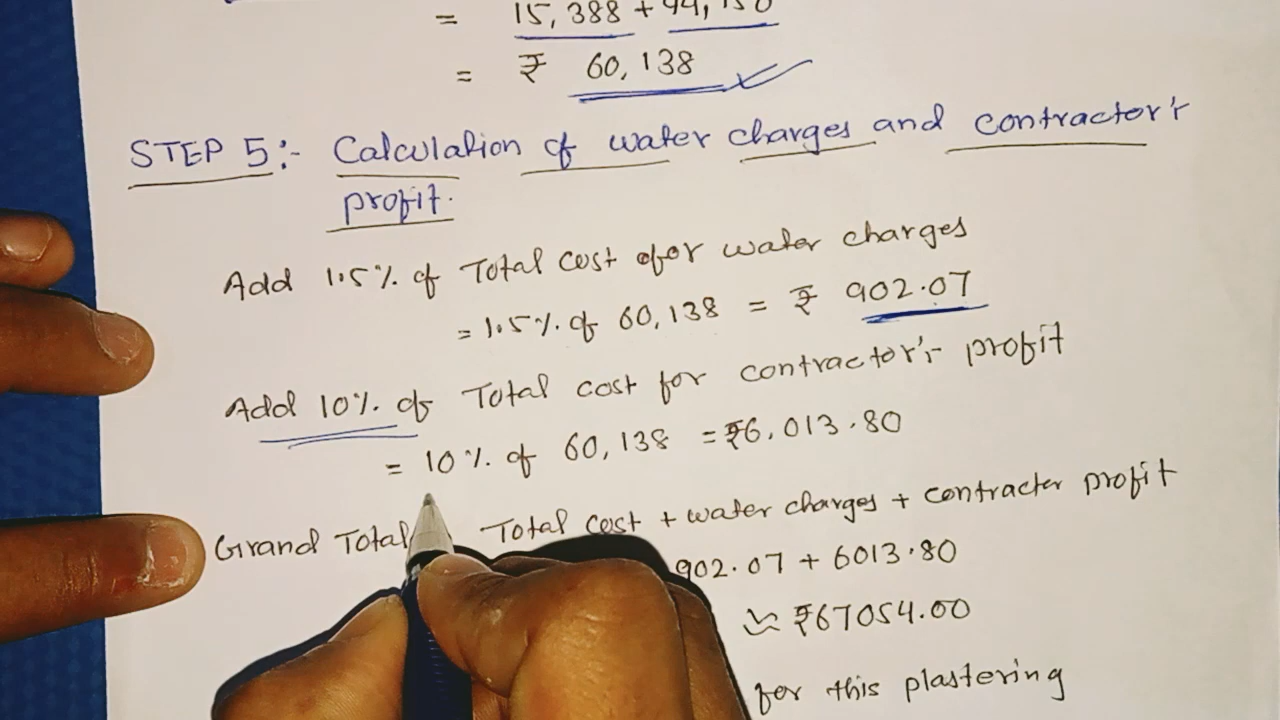 = 15,388 +
= ₹ 60,138
STEP 5:- Calculation of water charges and contractor's
profit.
Add 1.5% of Total cost ofor water charges
= 1.5% of 60,138 = ₹ 902.07
Add 10% of Total cost for contractor's profit
= 10% of 60,138 = ₹6,013.80
Grand Total Total cost + water charges + contracter profit
902.07 + 6013.80
≈ ₹67054.00
for this plastering